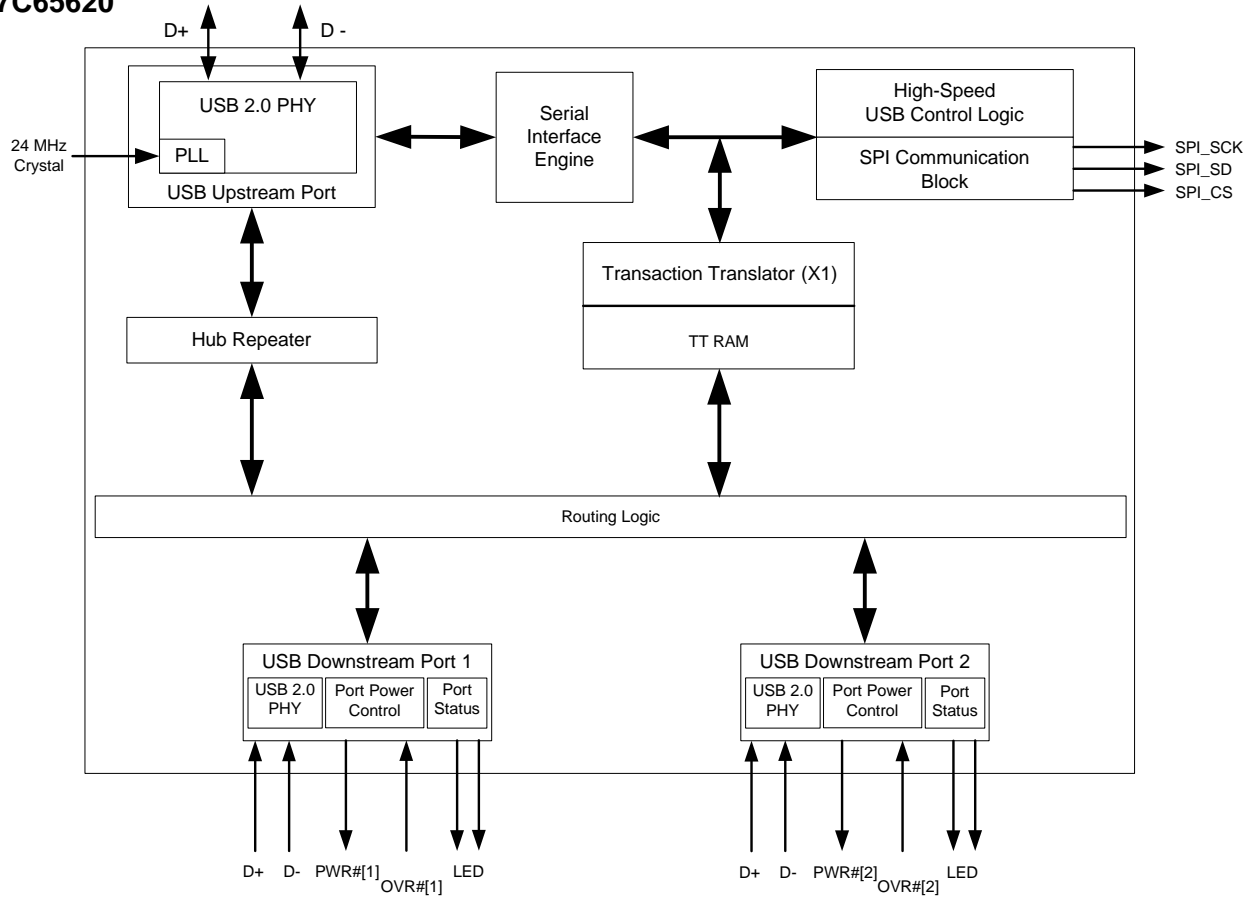 7C65620
D+
D -
USB 2.0 PHY
PLL
USB Upstream Port
24 MHz
Crystal
Serial
Interface
Engine
High-Speed
USB Control Logic
SPI Communication
Block
SPI_SCK
SPI_SD
SPI_CS
Transaction Translator (X1)
TT RAM
Hub Repeater
Routing Logic
USB Downstream Port 1
USB 2.0
PHY
Port Power
Control
Port
Status
USB Downstream Port 2
USB 2.0
PHY
Port Power
Control
Port
Status
D+
D-
PWR#[1]
OVR#[1]
LED
D+
D-
PWR#[2]
OVR#[2]
LED